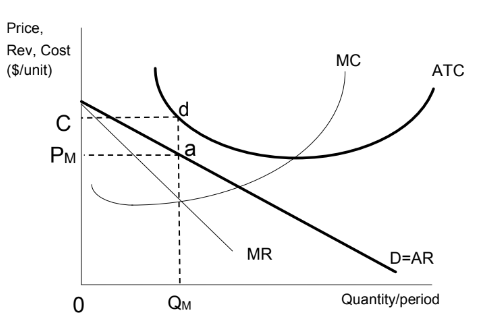 Price,
Rev, Cost
($/unit)
MC
ATC
C
d
PM
a
MR
D=AR
0
QM
Quantity/period